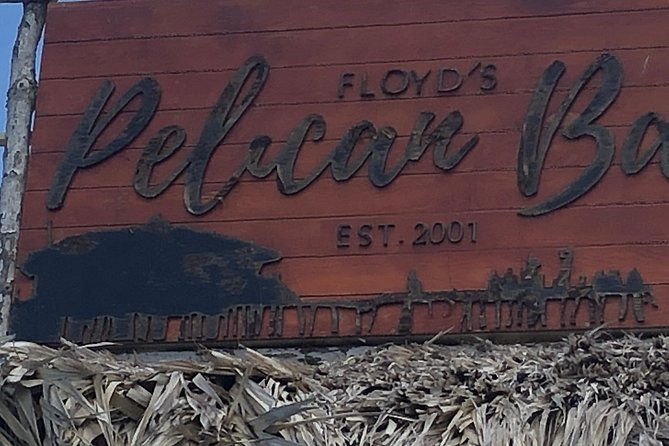 FLOYD'S
Pelican Ba
EST. 2001